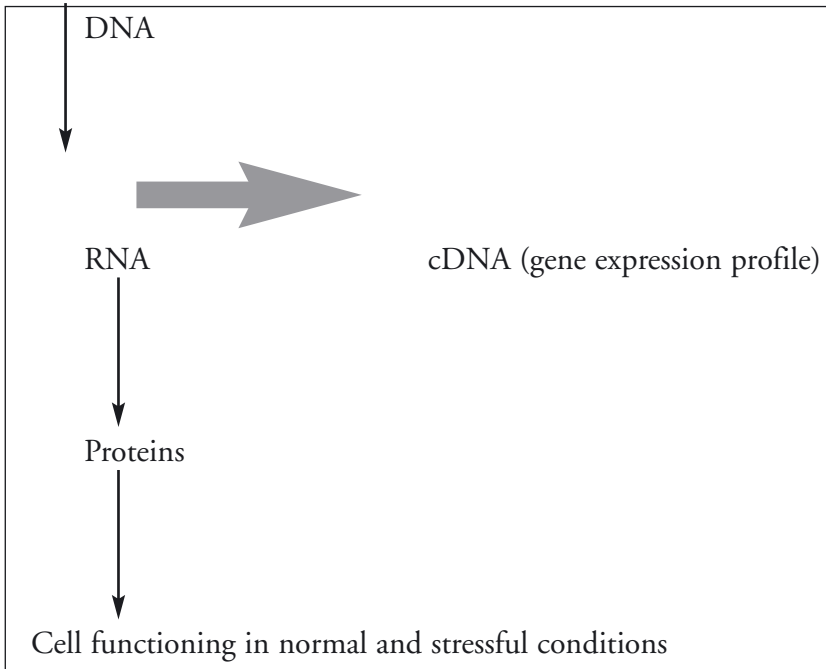 DNA
RNA cDNA (gene expression profile)
Proteins
Cell functioning in normal and stressful conditions